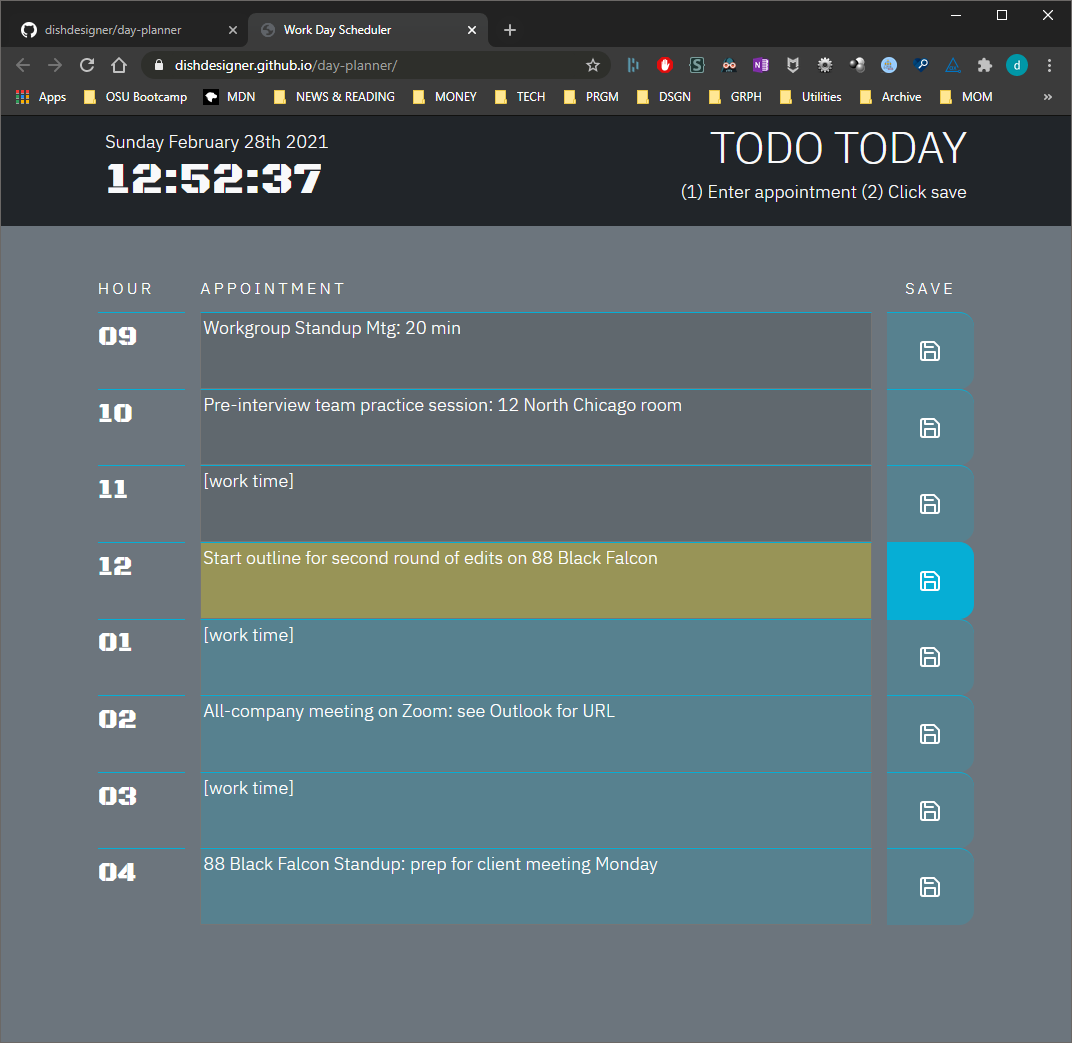 dishdesigner/day-planner
Work Day Scheduler
dishdesigner.github.io/day-planner/
d
Apps
OSU Bootcamp
MDN
NEWS & READING
MONEY
TECH
PRGM
DSGN
GRPH
Utilities
Archive
MOM
»
Sunday February 28th 2021
12:52:37
TODO TODAY
(1) Enter appointment (2) Click save
HOUR APPOINTMENT SAVE
09 Workgroup Standup Mtg: 20 min
10 Pre-interview team practice session: 12 North Chicago room
11 [work time]
12 Start outline for second round of edits on 88 Black Falcon
01 [work time]
02 All-company meeting on Zoom: see Outlook for URL
03 [work time]
04 88 Black Falcon Standup: prep for client meeting Monday